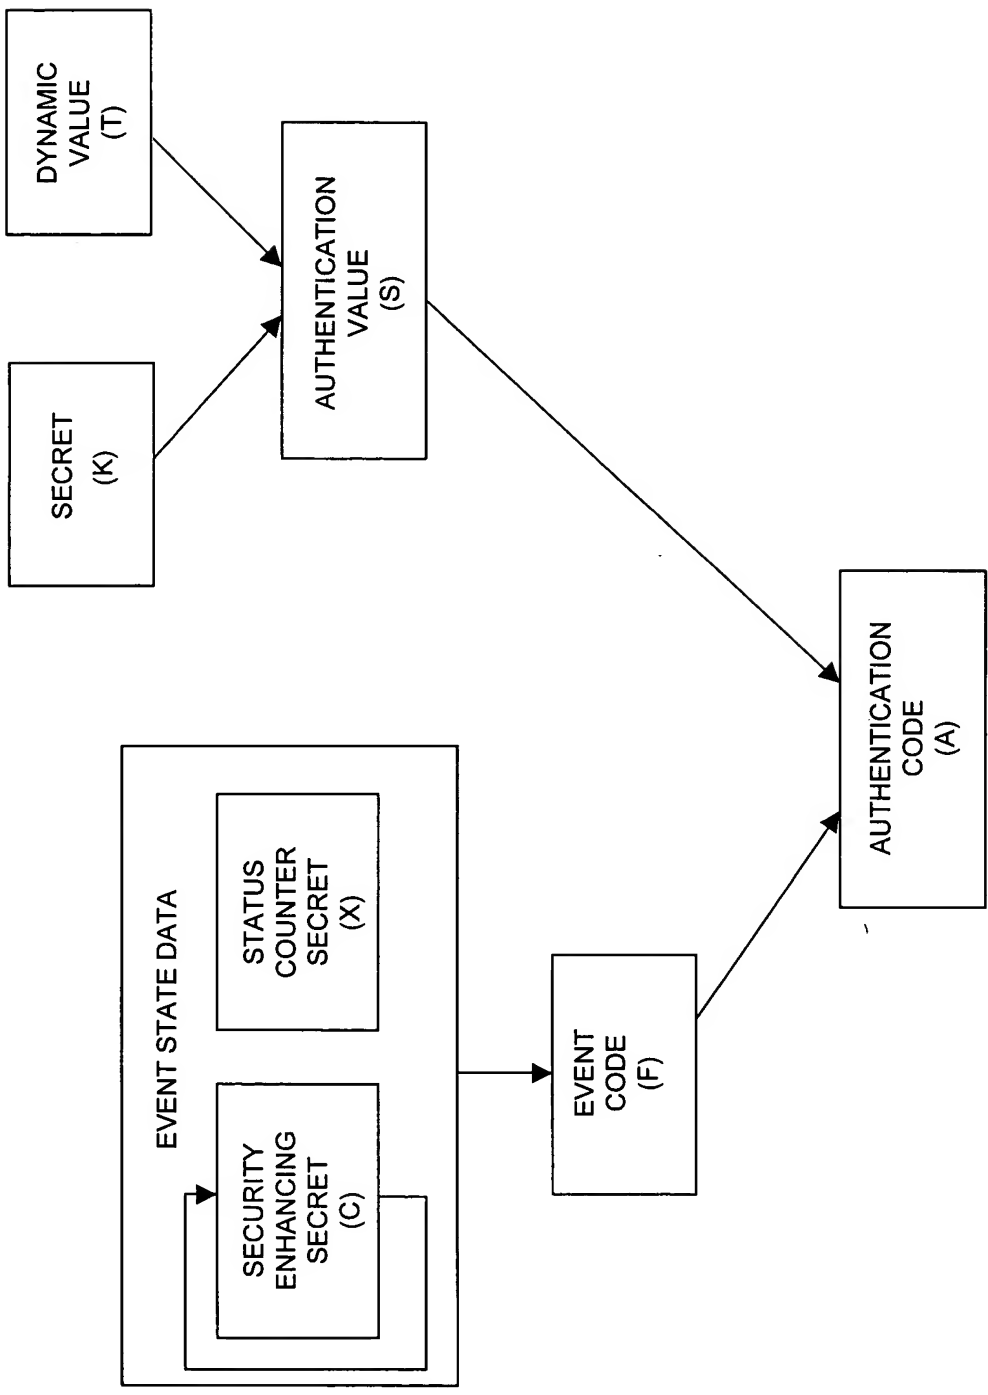 SECRET
(K)
DYNAMIC
VALUE
(T)
AUTHENTICATION
VALUE
(S)
EVENT STATE DATA
SECURITY
ENHANCING
SECRET
(C)
STATUS
COUNTER
SECRET
(X)
EVENT
CODE
(F)
AUTHENTICATION
CODE
(A)